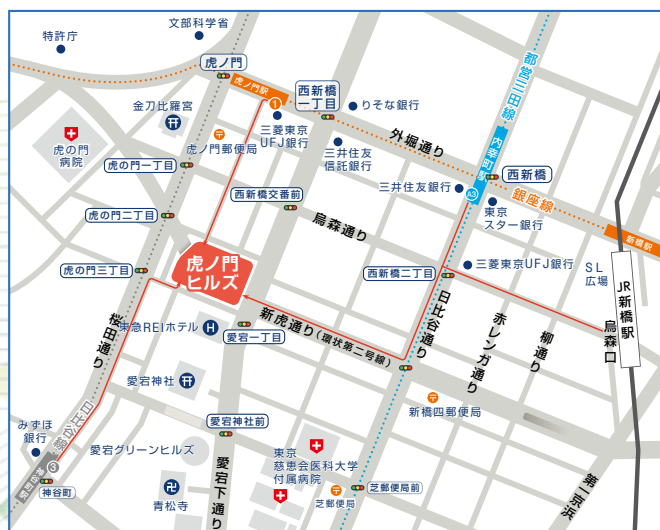 文部科学省
特許庁
虎ノ門
虎ノ門駅
1
西新橋
一丁目
りそな銀行
都営三田線
金刀比羅宮
三菱東京
UFJ銀行
外堀通り
虎の門
病院
虎ノ門郵便局
三井住友
信託銀行
内幸町駅
西新橋
虎の門一丁目
三井住友銀行
A3
銀座線
西新橋交番前
東京
スター銀行
虎の門二丁目
烏森通り
新橋駅
虎の門三丁目
虎ノ門
ヒルズ
西新橋二丁目
三菱東京UFJ銀行
SL
広場
JR新橋駅
烏森口
桜田通り
東急REIホテル
H
新虎通り(環状第二号線)
日比谷通り
赤レンガ通り
柳通り
愛宕一丁目
愛宕神社
新橋四郵便局
日比谷線
みずほ
銀行
愛宕神社前
愛宕グリーンヒルズ
東京
慈恵会医科大学
付属病院
3
神谷町駅
神谷町
青松寺
愛宕下通り
芝郵便局前
芝郵便局
第一京浜